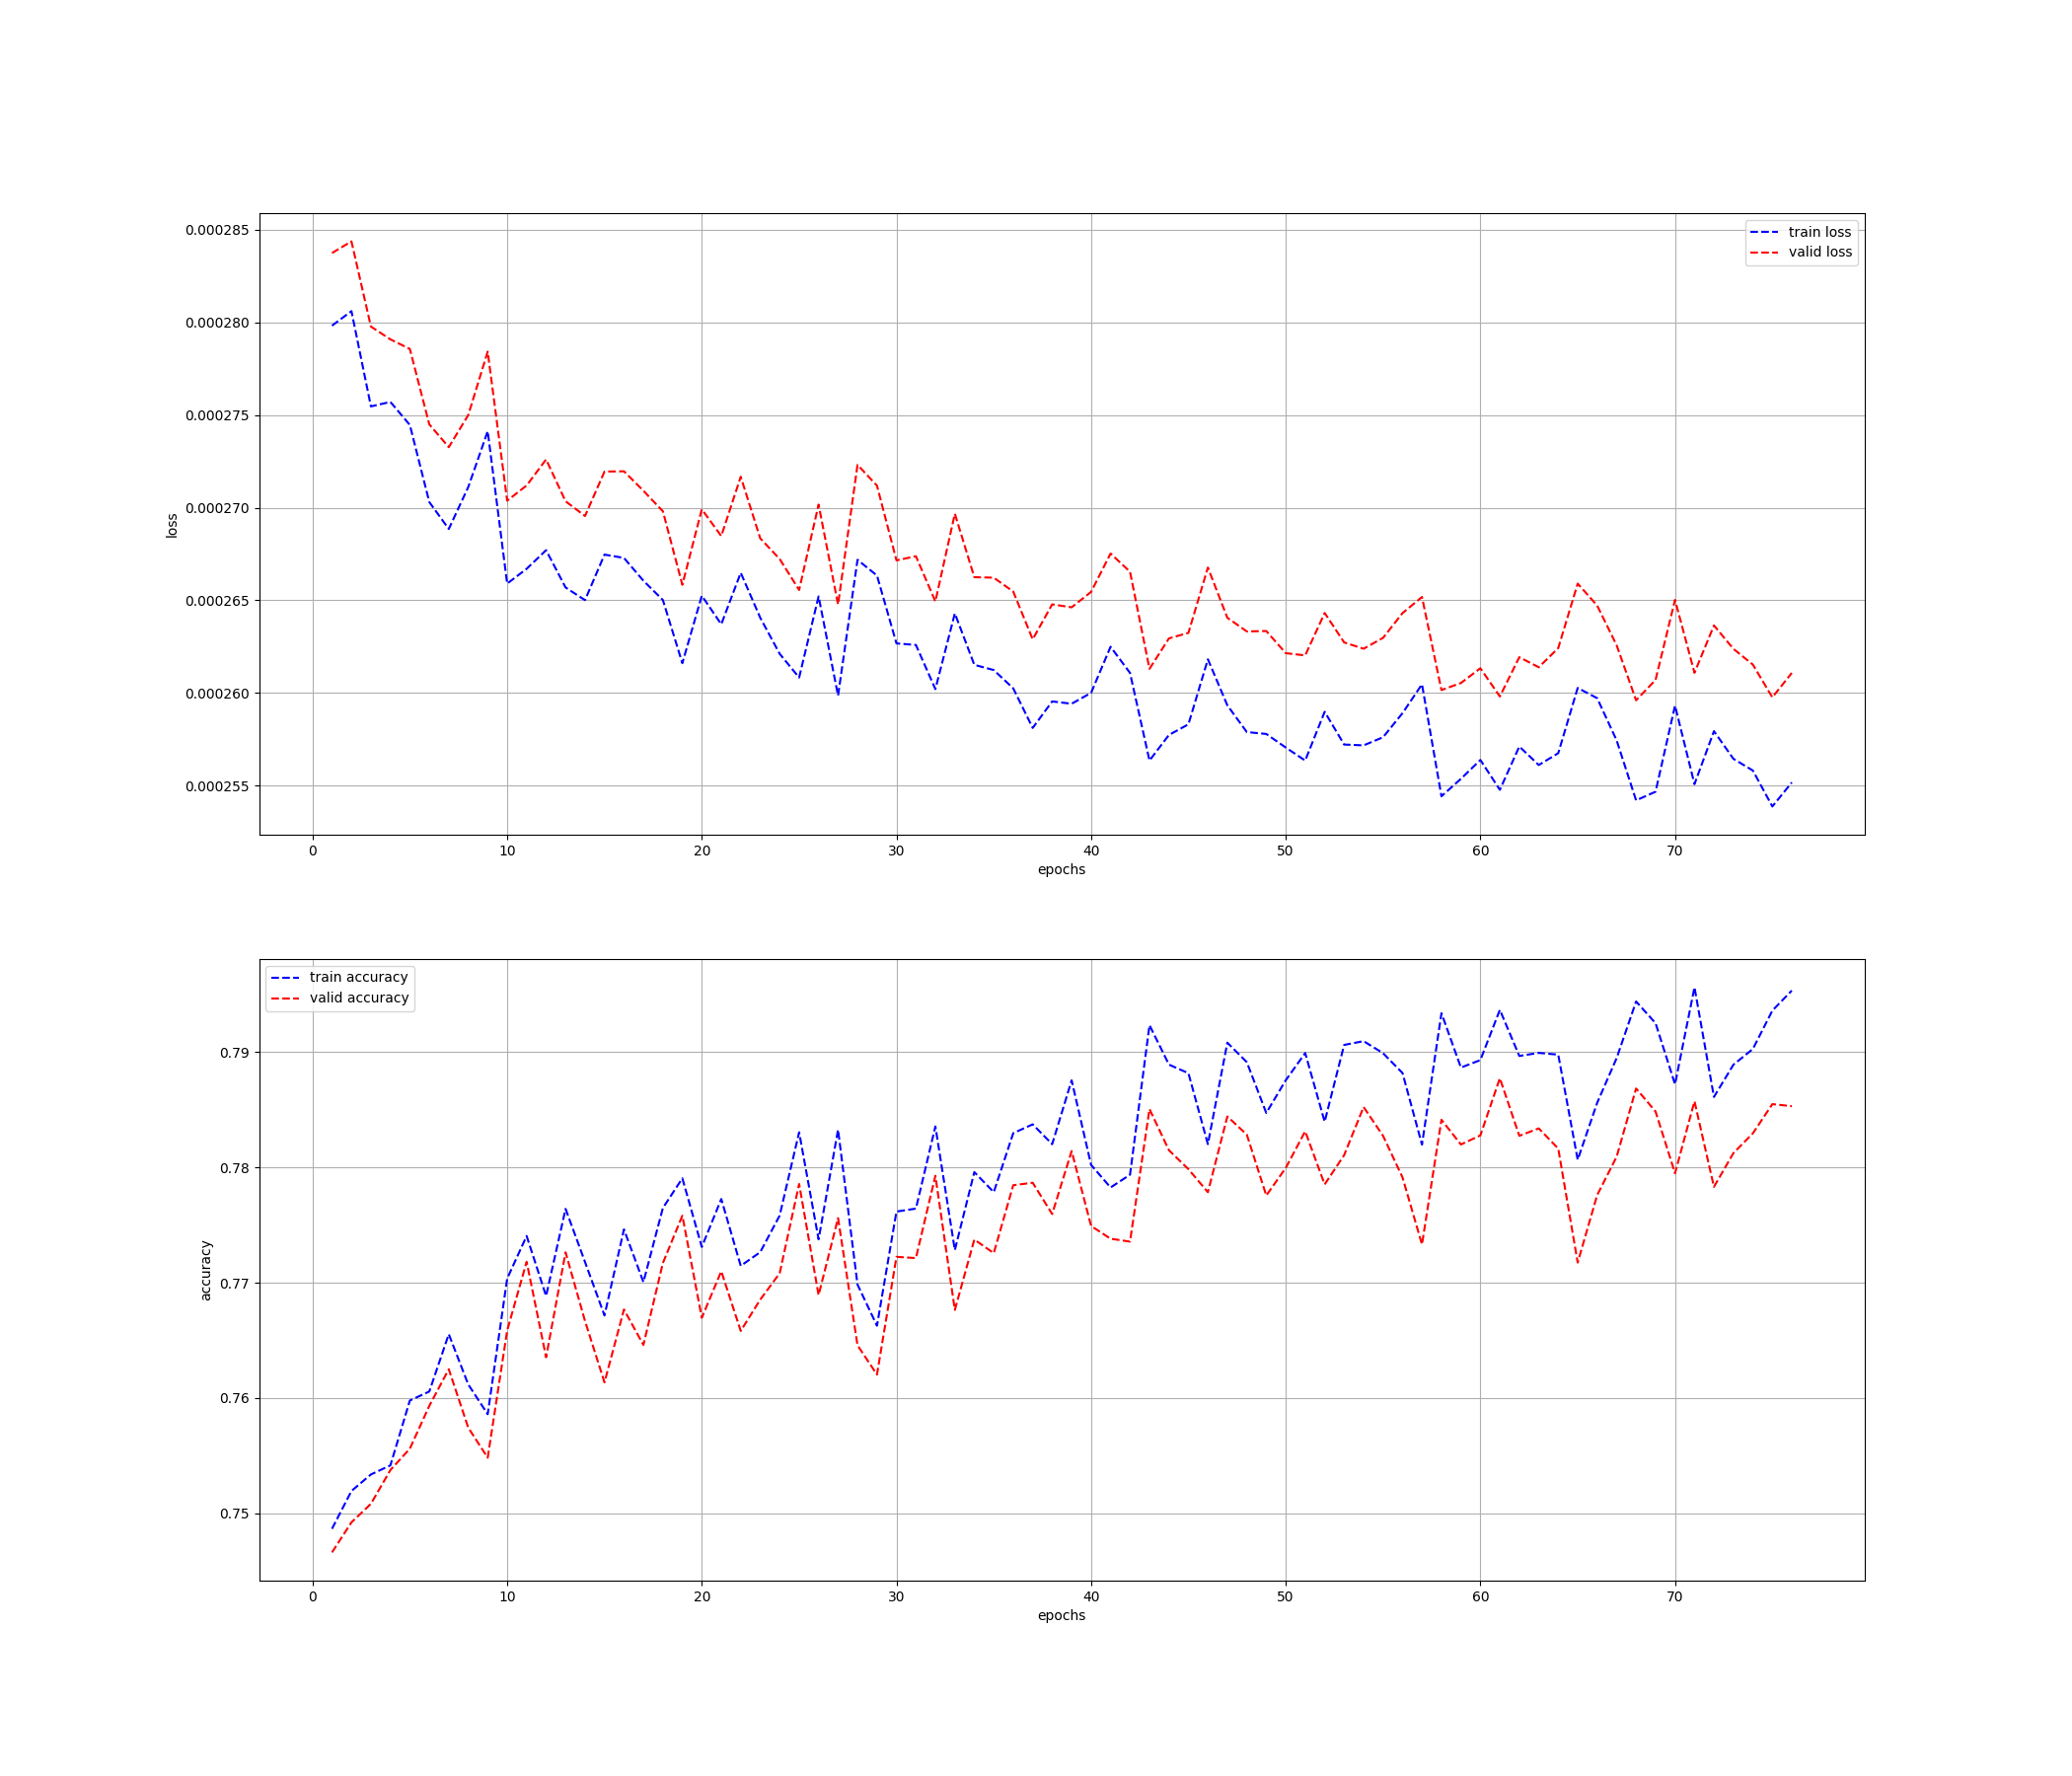 0.000285
0.000280
0.000275
0.000270
0.000265
0.000260
0.000255
loss
train loss
valid loss
0 10 20 30 40 50 60 70
epochs
train accuracy
valid accuracy
0.79
0.78
0.77
0.76
0.75
accuracy
0 10 20 30 40 50 60 70
epochs